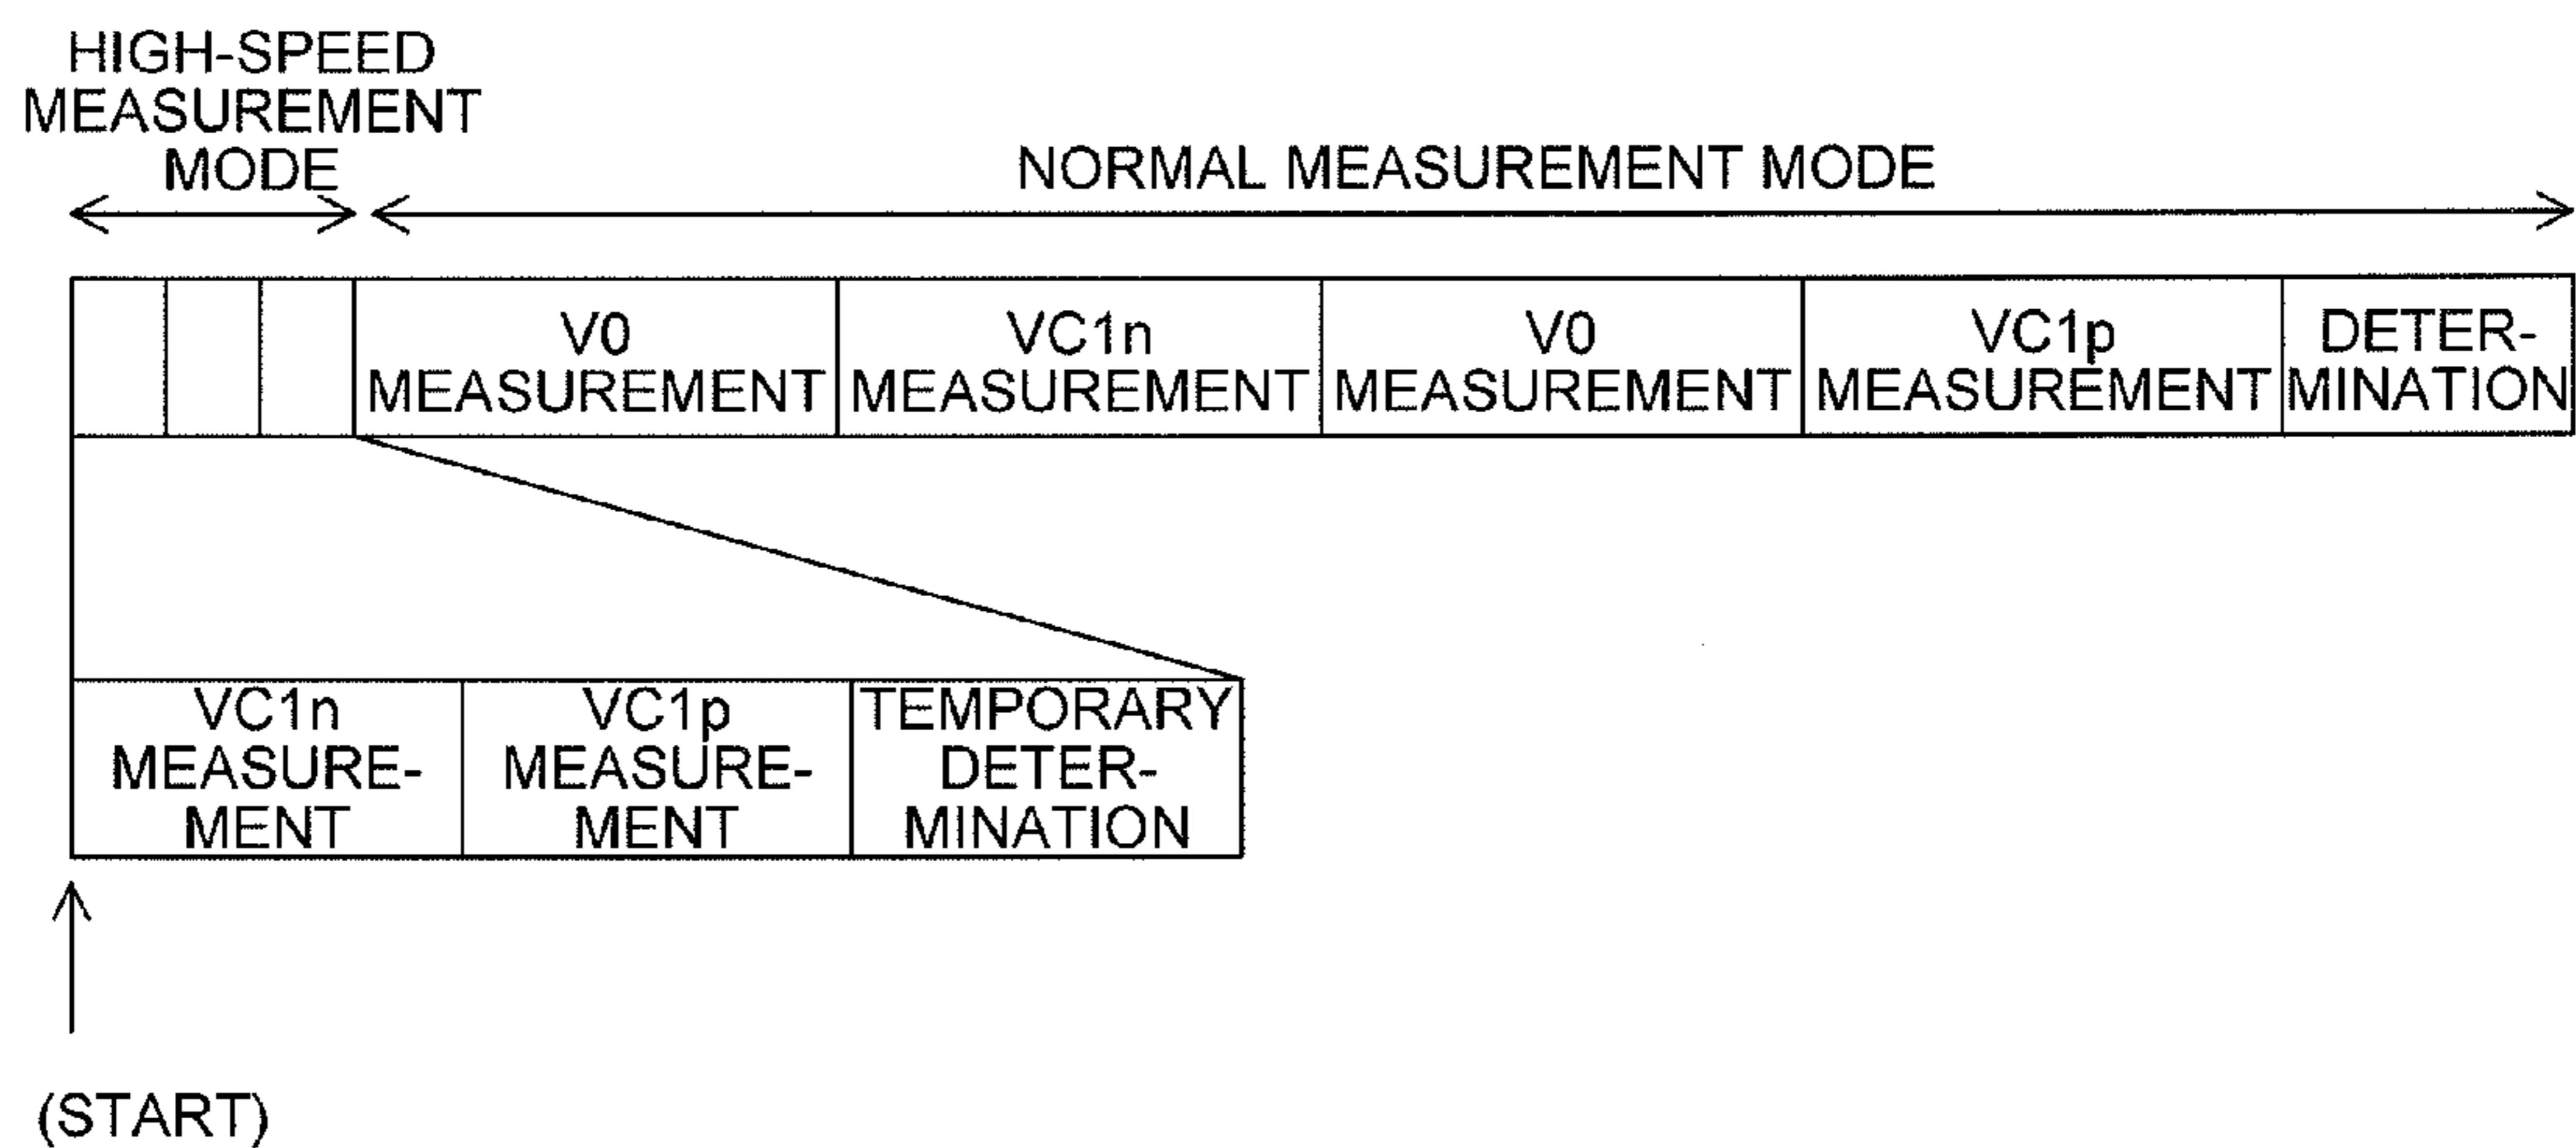 HIGH-SPEED
MEASUREMENT
MODE
NORMAL MEASUREMENT MODE
V0
MEASUREMENT
VC1n
MEASUREMENT
V0
MEASUREMENT
VC1p
MEASUREMENT
DETER-
MINATION
VC1n
MEASURE-
MENT
VC1p
MEASURE-
MENT
TEMPORARY
DETER-
MINATION
(START)